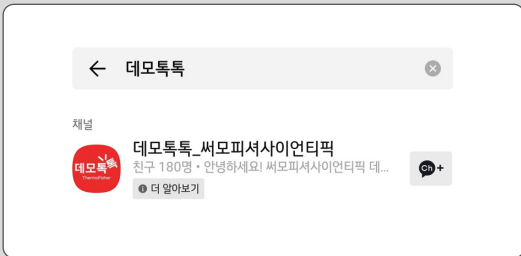 데모톡톡
채널
데모톡톡
ThermoFisher
데모톡톡_써모피셔사이언티픽
친구 180명 • 안녕하세요! 써모피셔사이언티픽 데...
더 알아보기
Ch+